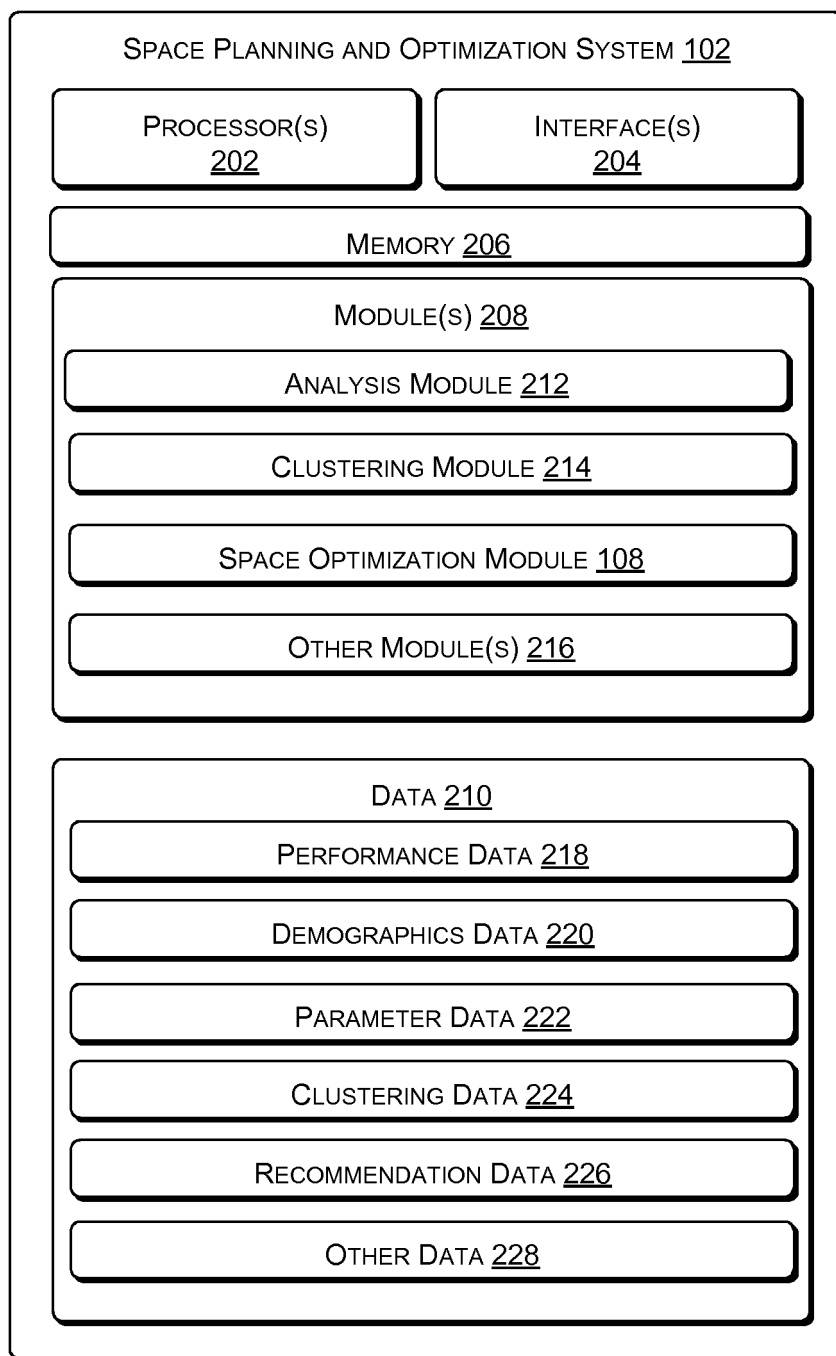 SPACE PLANNING AND OPTIMIZATION SYSTEM 102
PROCESSOR(S)
202
INTERFACE(S)
204
MEMORY 206
MODULE(S) 208
ANALYSIS MODULE 212
CLUSTERING MODULE 214
SPACE OPTIMIZATION MODULE 108
OTHER MODULE(S) 216
DATA 210
PERFORMANCE DATA 218
DEMOGRAPHICS DATA 220
PARAMETER DATA 222
CLUSTERING DATA 224
RECOMMENDATION DATA 226
OTHER DATA 228